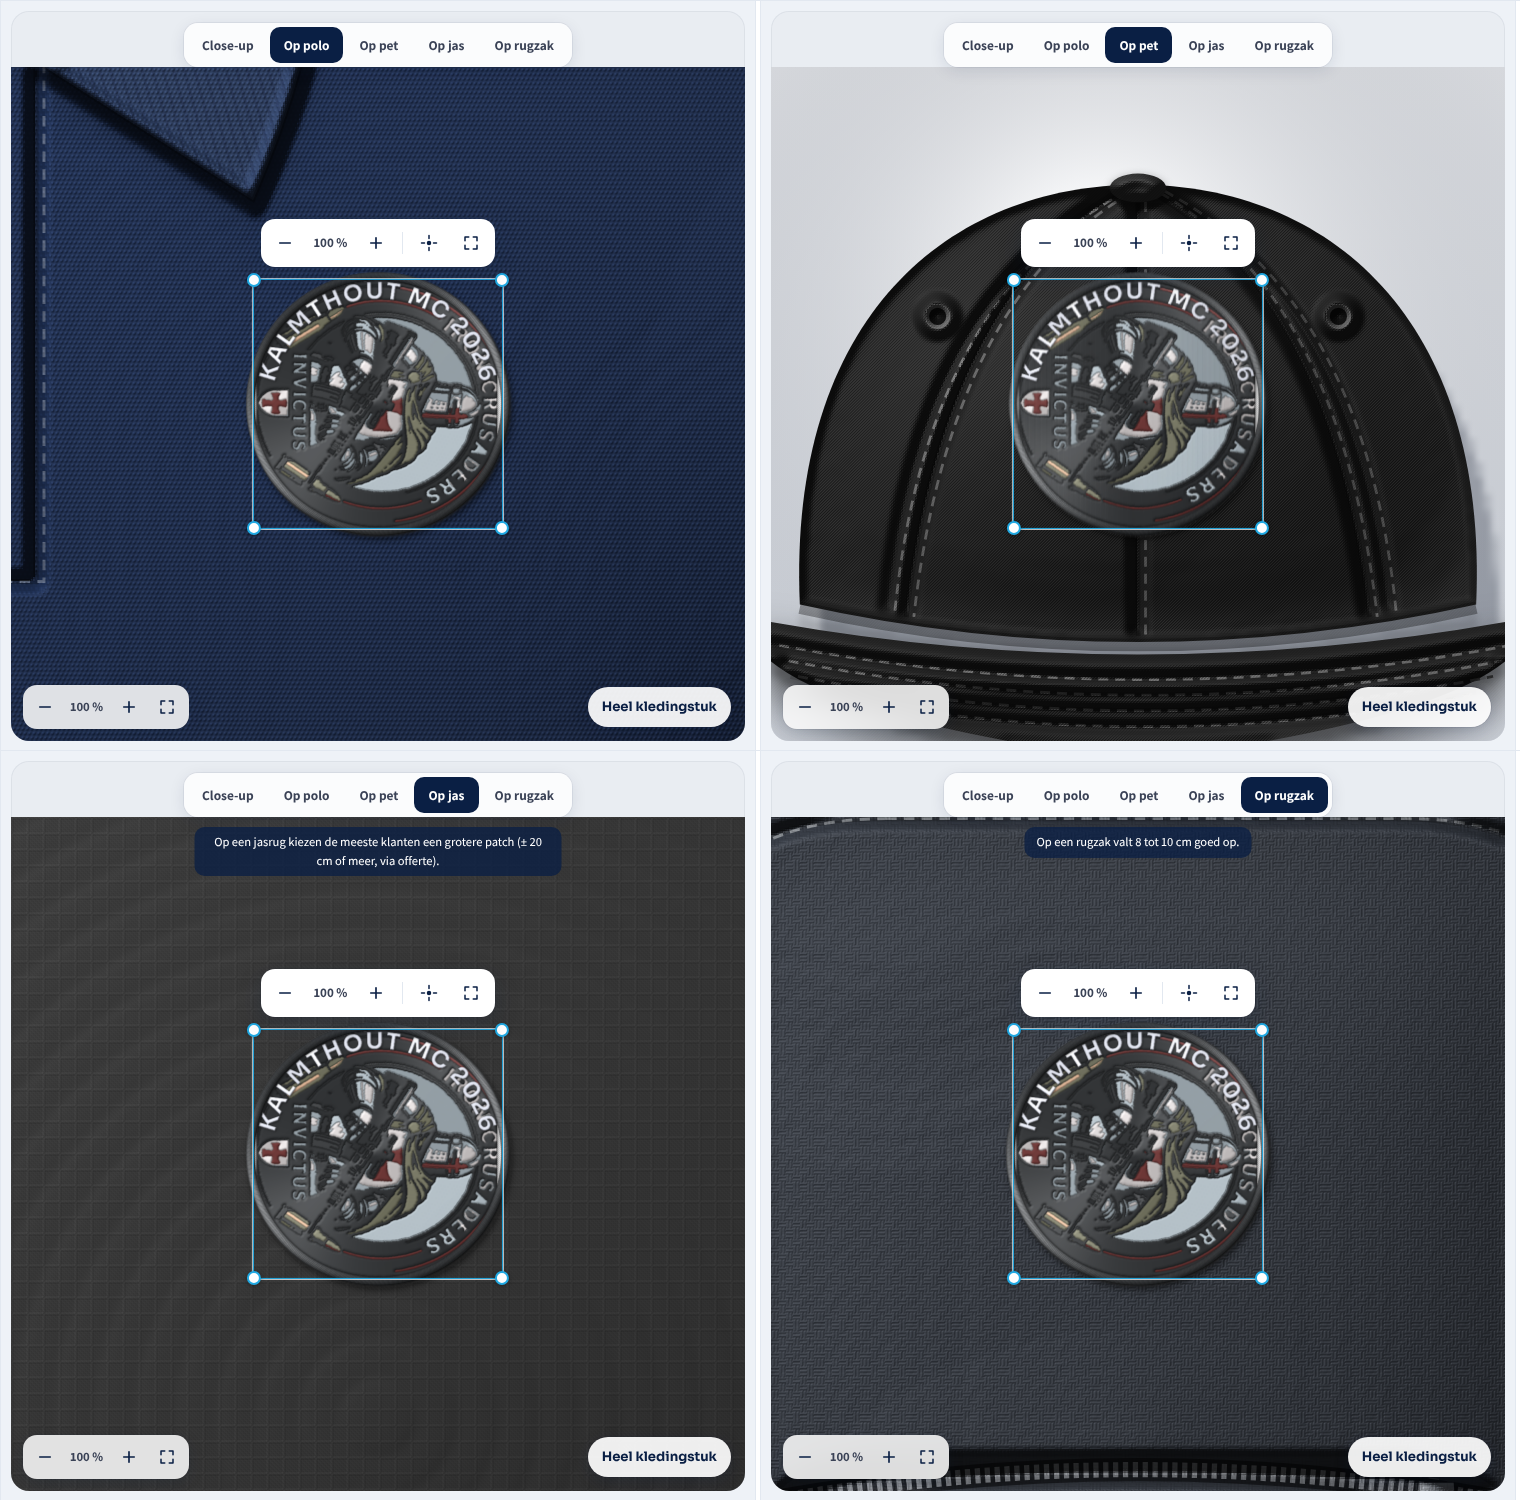 Close-up Op polo Op pet Op jas Op rugzak
100 %
KALMTHOUT MC 2026
INVICTUS
CRUSADERS
100 %
Heel kledingstuk
Close-up Op polo Op pet Op jas Op rugzak
100 %
KALMTHOUT MC 2026
INVICTUS
CRUSADERS
100 %
Heel kledingstuk
Close-up Op polo Op pet Op jas Op rugzak
Op een jasrug kiezen de meeste klanten een grotere patch (± 20
cm of meer, via offerte).
100 %
KALMTHOUT MC 2026
INVICTUS
CRUSADERS
100 %
Heel kledingstuk
Close-up Op polo Op pet Op jas Op rugzak
Op een rugzak valt 8 tot 10 cm goed op.
100 %
KALMTHOUT MC 2026
INVICTUS
CRUSADERS
100 %
Heel kledingstuk